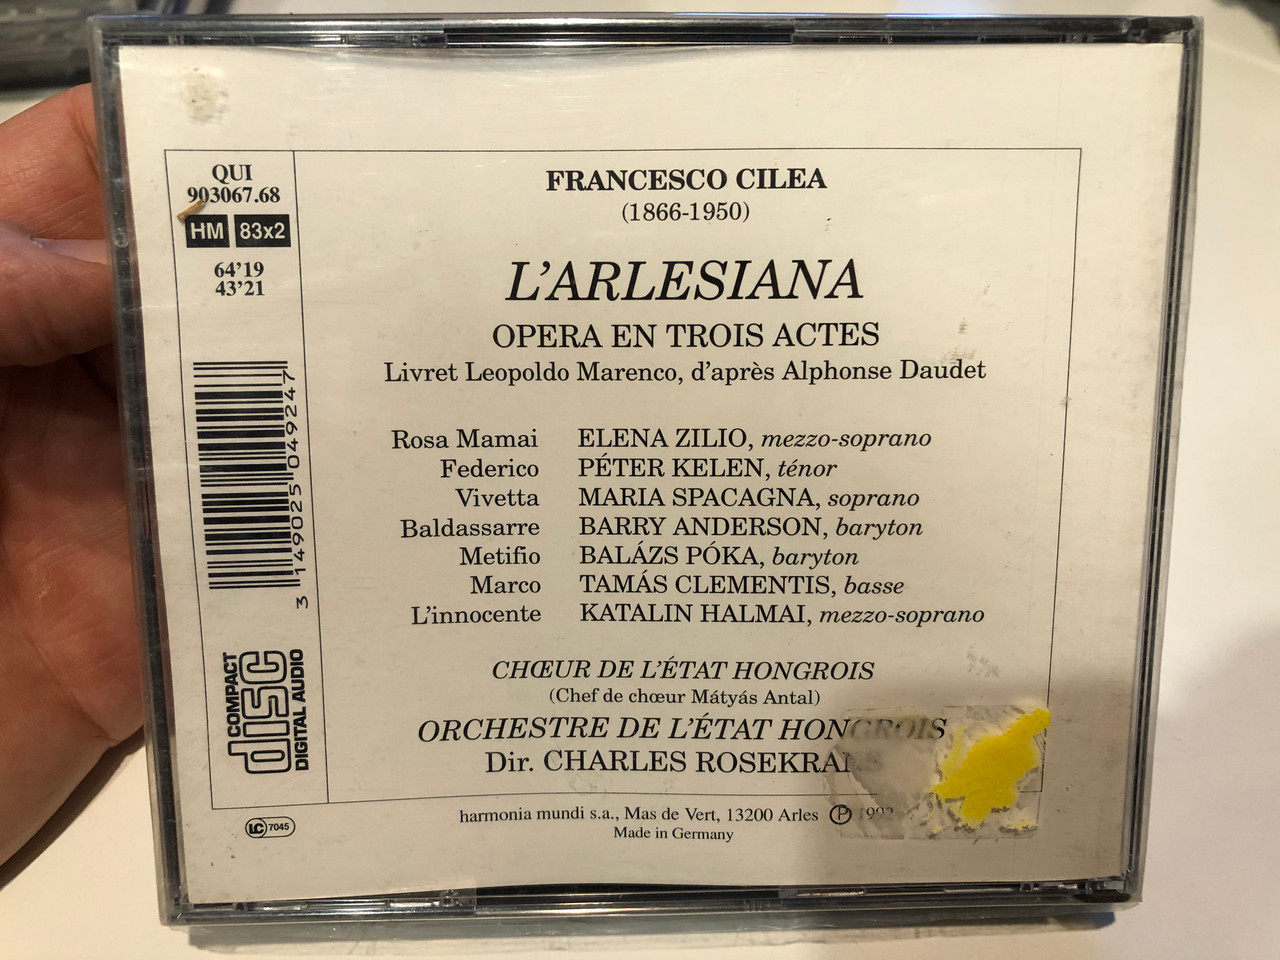 QUI
903067.68
HM 83x2
64'19
43'21
3 149025 049247
COMPACT
disc
DIGITAL AUDIO
LC 7045
FRANCESCO CILEA
(1866-1950)
L'ARLESIANA
OPERA EN TROIS ACTES
Livret Leopoldo Marenco, d'après Alphonse Daudet
Rosa Mamai ELENA ZILIO, mezzo-soprano
Federico PÉTER KELEN, ténor
Vivetta MARIA SPACAGNA, soprano
Baldassarre BARRY ANDERSON, baryton
Metifio BALÁZS PÓKA, baryton
Marco TAMÁS CLEMENTIS, basse
L'innocente KATALIN HALMAI, mezzo-soprano
CHŒUR DE L'ÉTAT HONGROIS
(Chef de chœur Mátyás Antal)
ORCHESTRE DE L'ÉTAT HONGROIS
Dir. CHARLES ROSEKRANS
harmonia mundi s.a., Mas de Vert, 13200 Arles ℗ 1992
Made in Germany